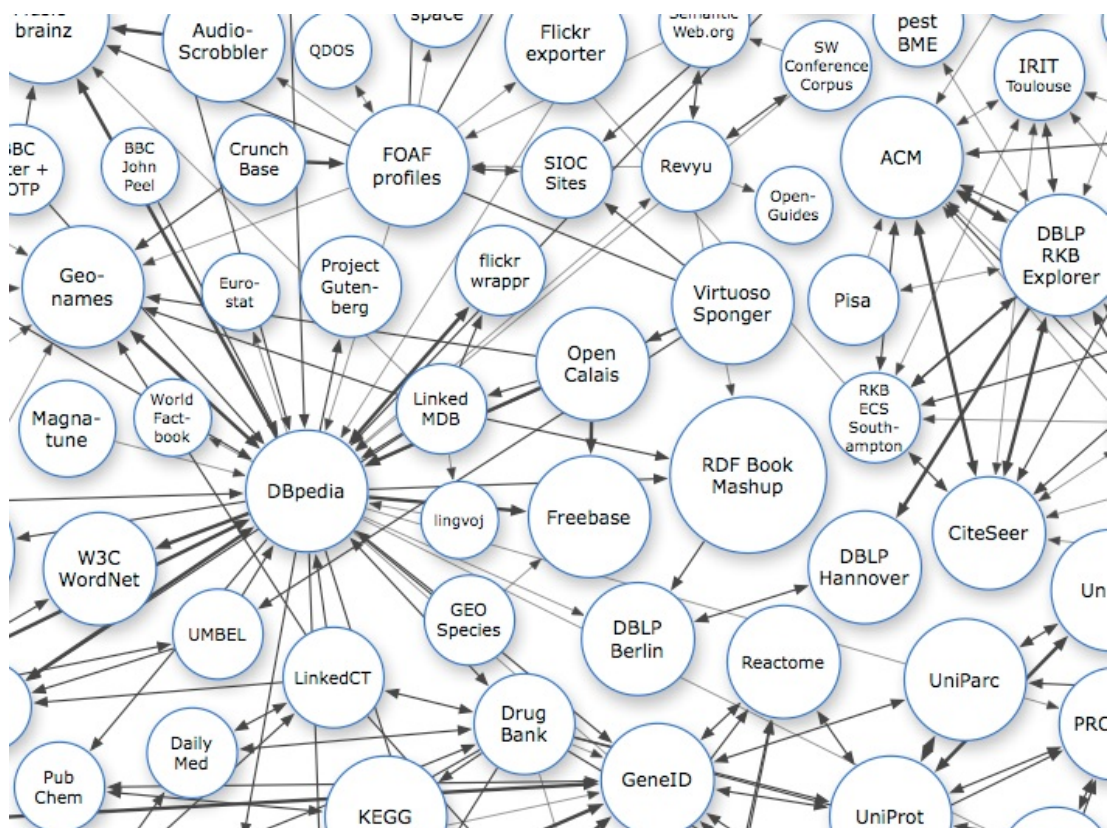 brainz
Audio-
Scrobbler
QDOS
space
Flickr
exporter
Semantic
Web.org
SW
Conference
Corpus
pest
BME
IRIT
Toulouse
BBC
John
Peel
Crunch
Base
FOAF
profiles
SIOC
Sites
Revyu
Open-
Guides
ACM
DBLP
RKB
Explorer
Geo-
names
Euro-
stat
Project
Guten-
berg
flickr
wrappr
Virtuoso
Sponger
Pisa
Open
Calais
Linked
MDB
Magna-
tune
World
Fact-
book
RKB
ECS
South-
ampton
DBpedia
lingvoj
Freebase
RDF Book
Mashup
CiteSeer
W3C
WordNet
DBLP
Hannover
Un
UMBEL
GEO
Species
DBLP
Berlin
Reactome
LinkedCT
UniParc
Drug
Bank
PRO
Daily
Med
Pub
Chem
GeneID
KEGG
UniProt